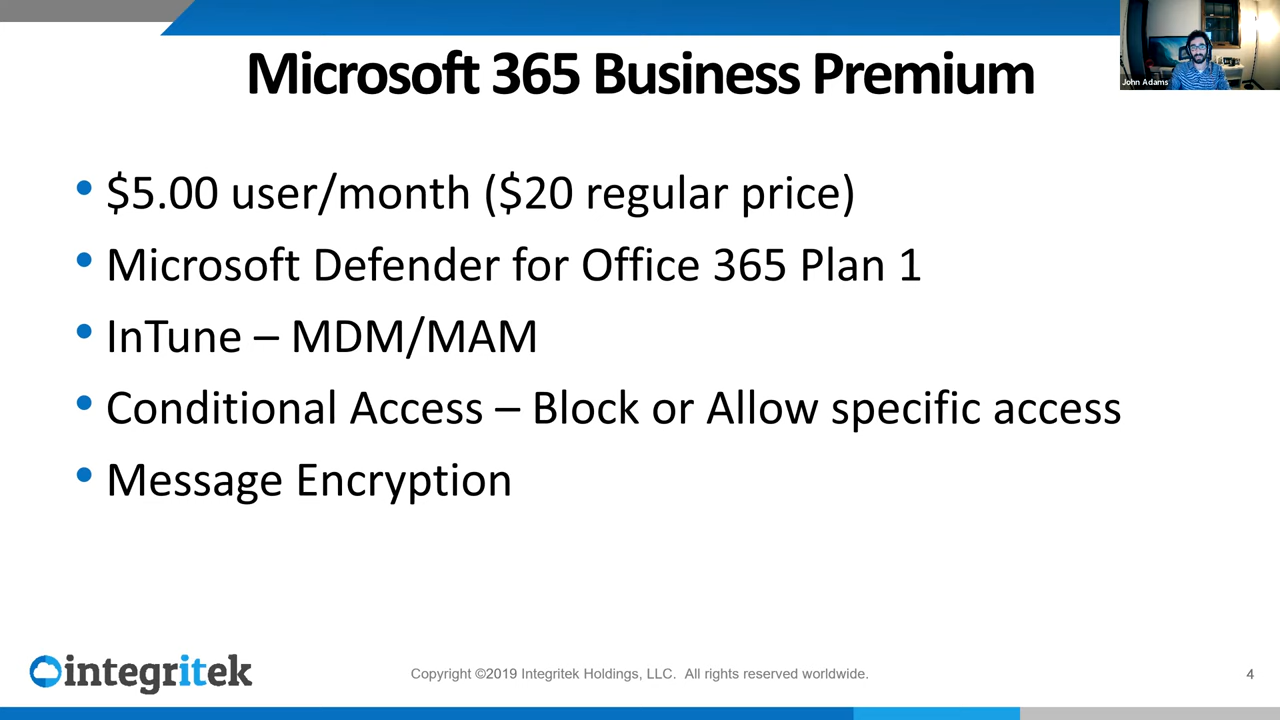 Microsoft 365 Business Premium
John Adams
• $5.00 user/month ($20 regular price)
• Microsoft Defender for Office 365 Plan 1
• InTune – MDM/MAM
• Conditional Access – Block or Allow specific access
• Message Encryption
integritek
Copyright ©2019 Integritek Holdings, LLC. All rights reserved worldwide.
4